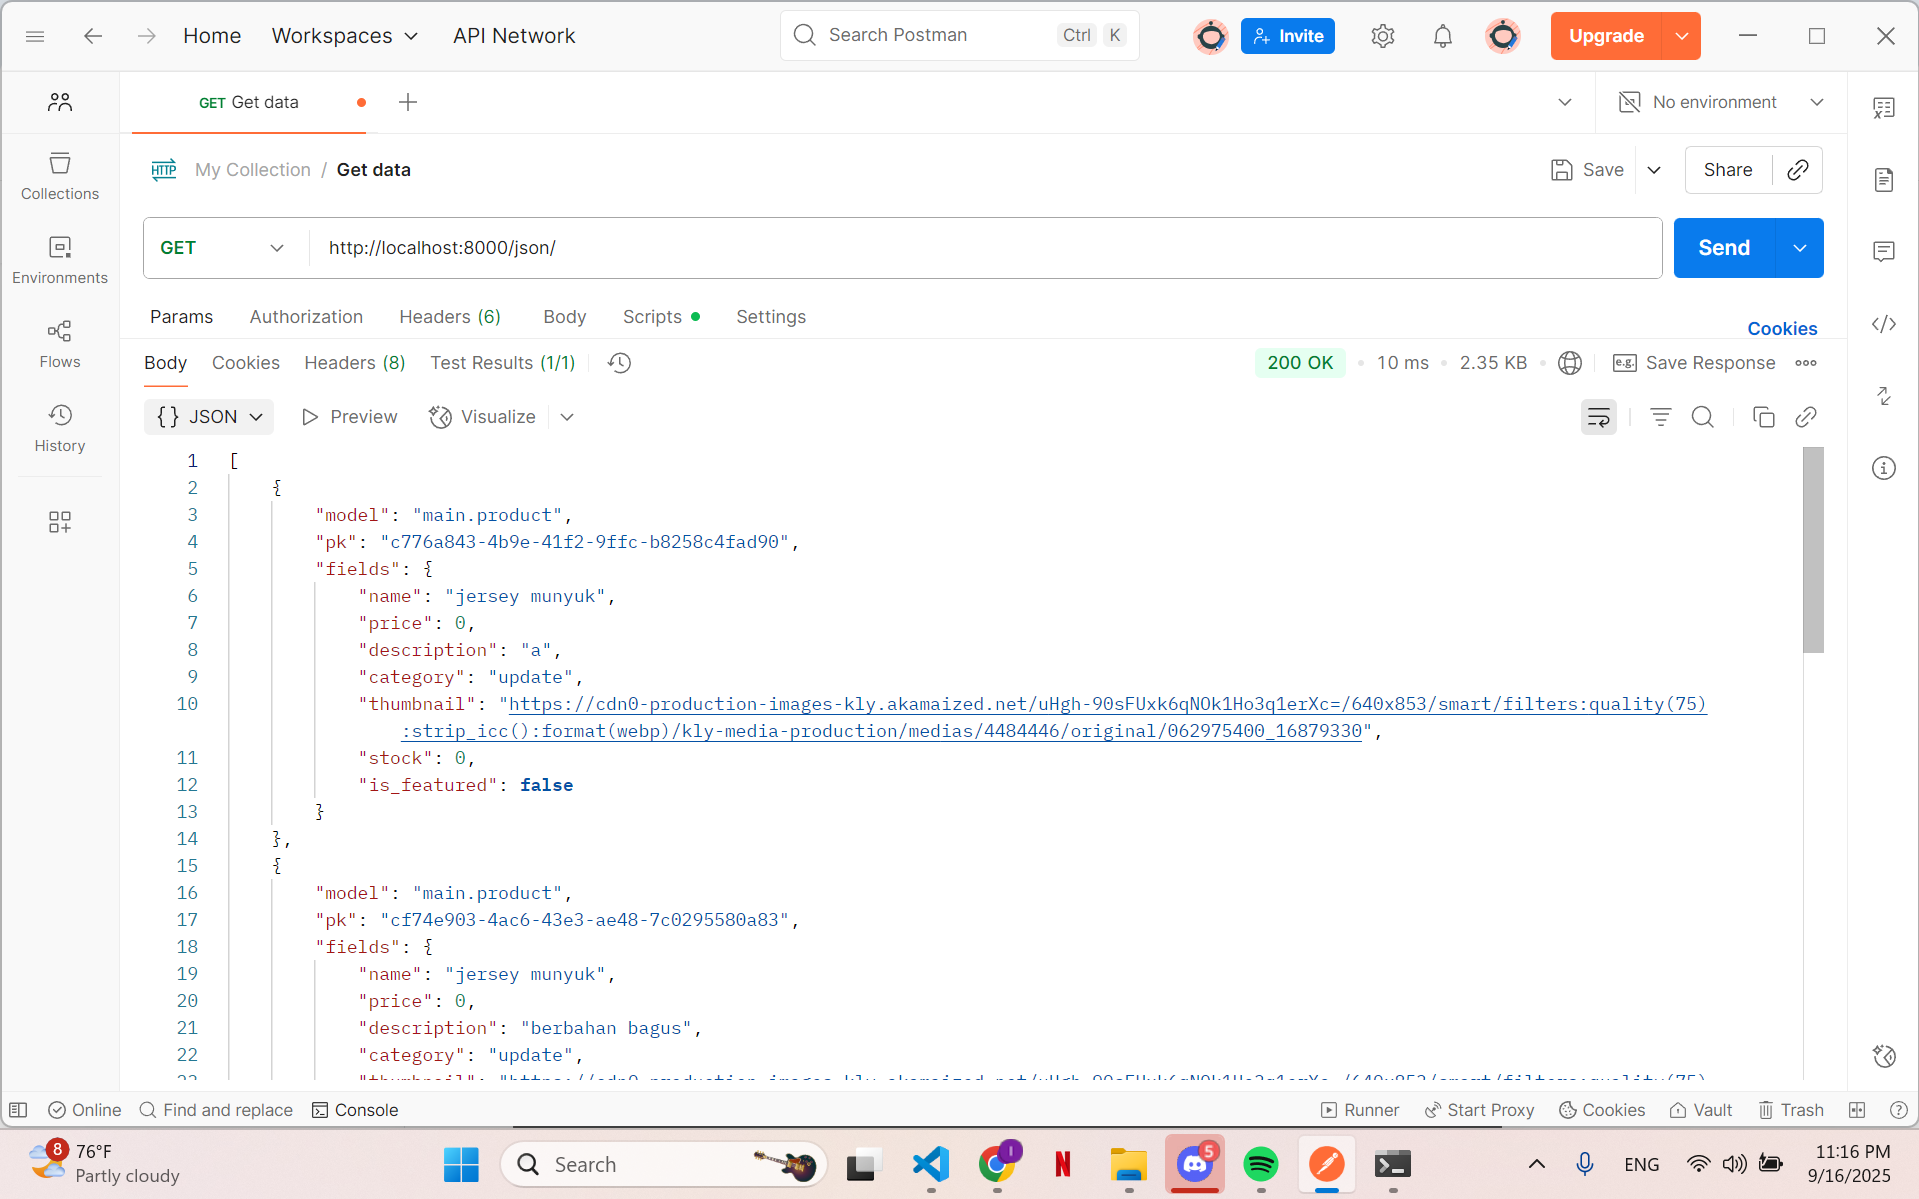 Home Workspaces API Network Search Postman Ctrl K Invite Upgrade
GET Get data No environment
HTTP My Collection / Get data Save Share
GET http://localhost:8000/json/ Send
Collections
Environments
Flows
History
Params Authorization Headers (6) Body Scripts Settings
Cookies
Body Cookies Headers (8) Test Results (1/1) 200 OK 10 ms 2.35 KB e.g. Save Response
{} JSON Preview Visualize
1 [
2 {
3 "model": "main.product",
4 "pk": "c776a843-4b9e-41f2-9ffc-b8258c4fad90",
5 "fields": {
6 "name": "jersey munyuk",
7 "price": 0,
8 "description": "a",
9 "category": "update",
10 "thumbnail": "https://cdn0-production-images-kly.akamaized.net/uHgh-90sFUxk6qNOk1Ho3q1erXc=/640x853/smart/filters:quality(75)
:strip_icc():format(webp)/kly-media-production/medias/4484446/original/062975400_16879330",
11 "stock": 0,
12 "is_featured": false
13 }
14 },
15 {
16 "model": "main.product",
17 "pk": "cf74e903-4ac6-43e3-ae48-7c0295580a83",
18 "fields": {
19 "name": "jersey munyuk",
20 "price": 0,
21 "description": "berbahan bagus",
22 "category": "update",
Online Find and replace Console Runner Start Proxy Cookies Vault Trash
8 76°F
Partly cloudy
Search
5
ENG
11:16 PM
9/16/2025